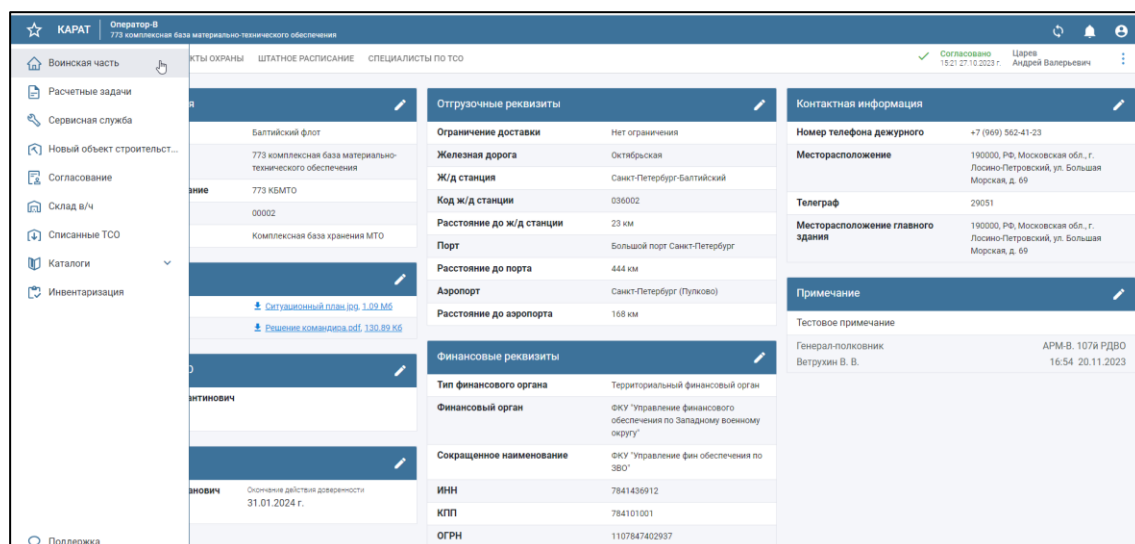 КАРАТ
Оператор-В
773 комплексная база материально-технического обеспечения
Воинская часть
Расчетные задачи
Сервисная служба
Новый объект строительст...
Согласование
Склад в/ч
Списанные ТСО
Каталоги
Инвентаризация
Поддержка
КТЫ ОХРАНЫ ШТАТНОЕ РАСПИСАНИЕ СПЕЦИАЛИСТЫ ПО ТСО
Согласовано
15:21 27.10.2023 г.
Царев
Андрей Валерьевич
я
Балтийский флот
773 комплексная база материально-
технического обеспечения
ание 773 КБМТО
00002
Комплексная база хранения МТО
Ситуационный план.jpg, 1.09 Мб
Решение командира.pdf, 130.89 Кб
О
антинович
анович
Окончание действия доверенности
31.01.2024 г.
Отгрузочные реквизиты
Ограничение доставки Нет ограничения
Железная дорога Октябрьская
Ж/д станция Санкт-Петербург-Балтийский
Код ж/д станции 036002
Расстояние до ж/д станции 23 км
Порт Большой порт Санкт-Петербург
Расстояние до порта 444 км
Аэропорт Санкт-Петербург (Пулково)
Расстояние до аэропорта 168 км
Финансовые реквизиты
Тип финансового органа Территориальный финансовый орган
Финансовый орган ФКУ "Управление финансового
обеспечения по Западному военному
округу"
Сокращенное наименование ФКУ "Управление фин обеспечения по
ЗВО"
ИНН 7841436912
КПП 784101001
ОГРН 1107847402937
Контактная информация
Номер телефона дежурного +7 (969) 562-41-23
Месторасположение 190000, РФ, Московская обл., г.
Лосино-Петровский, ул. Большая
Морская, д. 69
Телеграф 29051
Месторасположение главного 190000, РФ, Московская обл., г.
здания Лосино-Петровский, ул. Большая
Морская, д. 69
Примечание
Тестовое примечание
Генерал-полковник АРМ-В. 107й РДВО
Ветрухин В. В. 16:54 20.11.2023